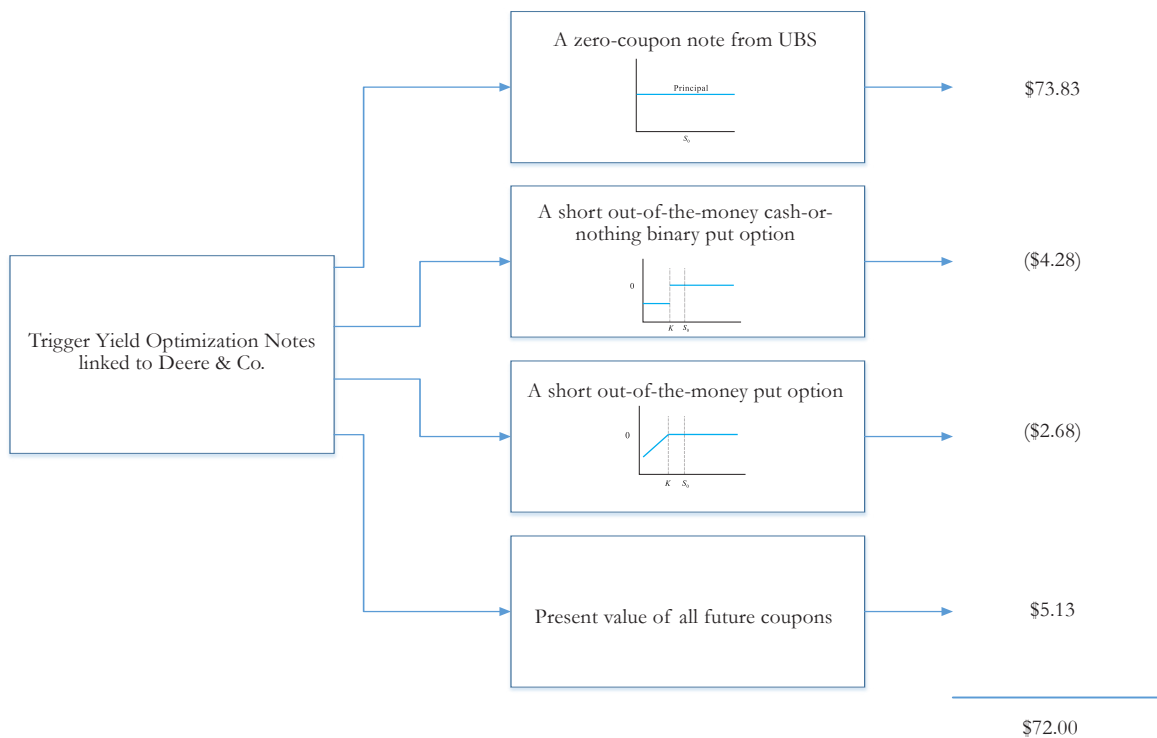 A zero-coupon note from UBS
Principal
S0
$73.83
A short out-of-the-money cash-or-
nothing binary put option
0
K
S0
($4.28)
Trigger Yield Optimization Notes
linked to Deere & Co.
A short out-of-the-money put option
0
K
S0
($2.68)
Present value of all future coupons
$5.13
$72.00